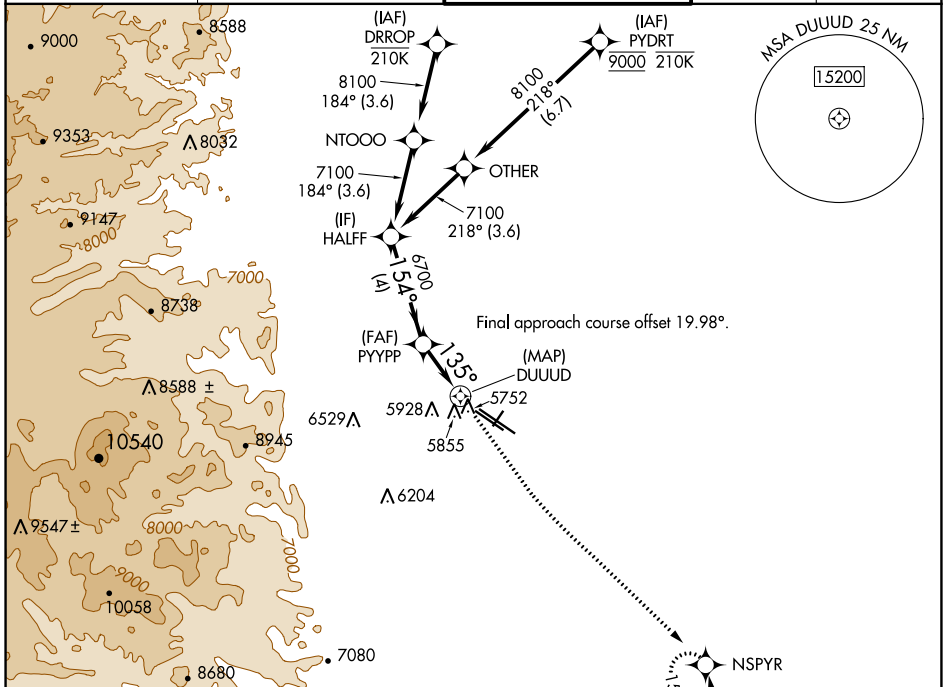 (IAF)
DRROP
210K
(IAF)
PYDRT
9000 210K
MSA DUUUD 25 NM
15200
8588
9000
8100
184° (3.6)
8100
218°
(6.7)
9353
8032
NTOOO
OTHER
7100
184° (3.6)
7100
218° (3.6)
9147
8000
(IF)
HALFF
7000
6700
154°
(4)
8738
Final approach course offset 19.98°.
(FAF)
PYYPP
135°
(MAP)
DUUUD
8588 ±
5752
5928
6529
5855
10540
8945
6204
9547 ±
8000
7000
9000
10058
7080
8680
NSPYR